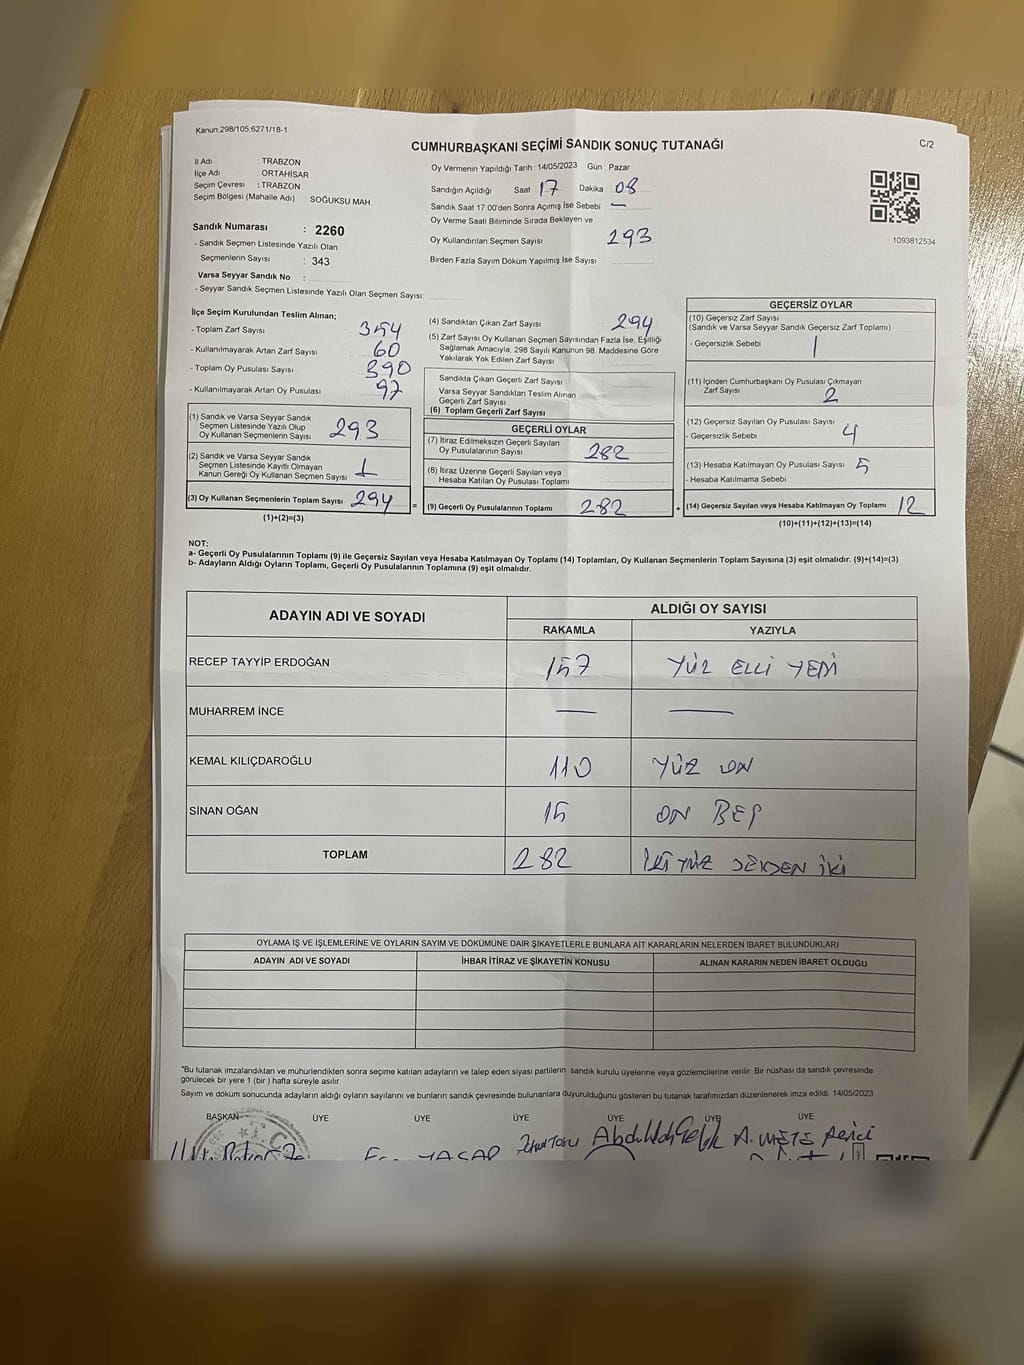 Kanun:298/105,6271/18-1
CUMHURBAŞKANI SEÇİMİ SANDIK SONUÇ TUTANAĞI
C/2
İl Adı : TRABZON
İlçe Adı : ORTAHİSAR
Seçim Çevresi : TRABZON
Seçim Bölgesi (Mahalle Adı) SOĞUKSU MAH.
Sandık Numarası : 2260
- Sandık Seçmen Listesinde Yazılı Olan
Seçmenlerin Sayısı : 343
Varsa Seyyar Sandık No :
- Seyyar Sandık Seçmen Listesinde Yazılı Olan Seçmen Sayısı:
Oy Vermenin Yapıldığı Tarih :14/05/2023 Gün : Pazar
Sandığın Açıldığı Saat 17 Dakika 08
Sandık Saat 17.00'den Sonra Açımış İse Sebebi : —
Oy Verme Saati Bitiminde Sırada Bekleyen ve
Oy Kullandırılan Seçmen Sayısı 293
Birden Fazla Sayım Döküm Yapılmış İse Sayısı :
1093812534
İlçe Seçim Kurulundan Teslim Alınan;
- Toplam Zarf Sayısı 354
- Kullanılmayarak Artan Zarf Sayısı 60
- Toplam Oy Pusulası Sayısı 390
- Kullanılmayarak Artan Oy Pusulası 97
(1) Sandık ve Varsa Seyyar Sandık
Seçmen Listesinde Yazılı Olup
Oy Kullanan Seçmenlerin Sayısı 293
(2) Sandık ve Varsa Seyyar Sandık
Seçmen Listesinde Kayıtlı Olmayan
Kanun Gereği Oy Kullanan Seçmen Sayısı 1
(3) Oy Kullanan Seçmenlerin Toplam Sayısı 294
(1)+(2)=(3)
(4) Sandıktan Çıkan Zarf Sayısı 294
(5) Zarf Sayısı Oy Kullanan Seçmen Sayısından Fazla İse, Eşitliği
Sağlamak Amacıyla; 298 Sayılı Kanunun 98. Maddesine Göre
Yakılarak Yok Edilen Zarf Sayısı
Sandıkta Çıkan Geçerli Zarf Sayısı
Varsa Seyyar Sandıktan Teslim Alınan
Geçerli Zarf Sayısı
(6) Toplam Geçerli Zarf Sayısı
GEÇERLİ OYLAR
(7) İtiraz Edilmeksizin Geçerli Sayılan
Oy Pusulalarının Sayısı 282
(8) İtiraz Üzerine Geçerli Sayılan veya
Hesaba Katılan Oy Pusulası Toplamı
= (9) Geçerli Oy Pusulalarının Toplamı 282
GEÇERSİZ OYLAR
(10) Geçersiz Zarf Sayısı
(Sandık ve Varsa Seyyar Sandık Geçersiz Zarf Toplamı)
- Geçersizlik Sebebi 1
(11) İçinden Cumhurbaşkanı Oy Pusulası Çıkmayan
Zarf Sayısı 2
(12) Geçersiz Sayılan Oy Pusulası Sayısı 4
- Geçersizlik Sebebi
(13) Hesaba Katılmayan Oy Pusulası Sayısı 5
- Hesaba Katılmama Sebebi
+ (14) Geçersiz Sayılan veya Hesaba Katılmayan Oy Toplamı 12
(10)+(11)+(12)+(13)=(14)
NOT:
a- Geçerli Oy Pusulalarının Toplamı (9) ile Geçersiz Sayılan veya Hesaba Katılmayan Oy Toplamı (14) Toplamları, Oy Kullanan Seçmenlerin Toplam Sayısına (3) eşit olmalıdır. (9)+(14)=(3)
b- Adayların Aldığı Oyların Toplamı, Geçerli Oy Pusulalarının Toplamına (9) eşit olmalıdır.
ADAYIN ADI VE SOYADI ALDIĞI OY SAYISI
RAKAMLA YAZIYLA
RECEP TAYYİP ERDOĞAN 157 YÜZ ELLİ YEDİ
MUHARREM İNCE — —
KEMAL KILIÇDAROĞLU 110 YÜZ ON
SİNAN OĞAN 15 ON BEŞ
TOPLAM 282 İKİ YÜZ SEKSEN İKİ
OYLAMA İŞ VE İŞLEMLERİNE VE OYLARIN SAYIM VE DÖKÜMÜNE DAİR ŞİKAYETLERLE BUNLARA AİT KARARLARIN NELERDEN İBARET BULUNDUKLARI
ADAYIN ADI VE SOYADI İHBAR İTİRAZ VE ŞİKAYETİN KONUSU ALINAN KARARIN NEDEN İBARET OLDUĞU
*Bu tutanak imzalandıktan ve mühürlendikten sonra seçime katılan adayların ve talep eden siyasi partilerin sandık kurulu üyelerine veya gözlemcilerine verilir. Bir nüshası da sandık çevresinde
görülecek bir yere 1 (bir ) hafta süreyle asılır.
Sayım ve döküm sonucunda adayların aldığı oyların sayılarını ve bunların sandık çevresinde bulunanlara duyurulduğunu gösteren bu tutanak tarafımızdan düzenlenerek imza edildi. 14/05/2023
BAŞKAN ÜYE ÜYE ÜYE ÜYE ÜYE ÜYE
YAŞAR